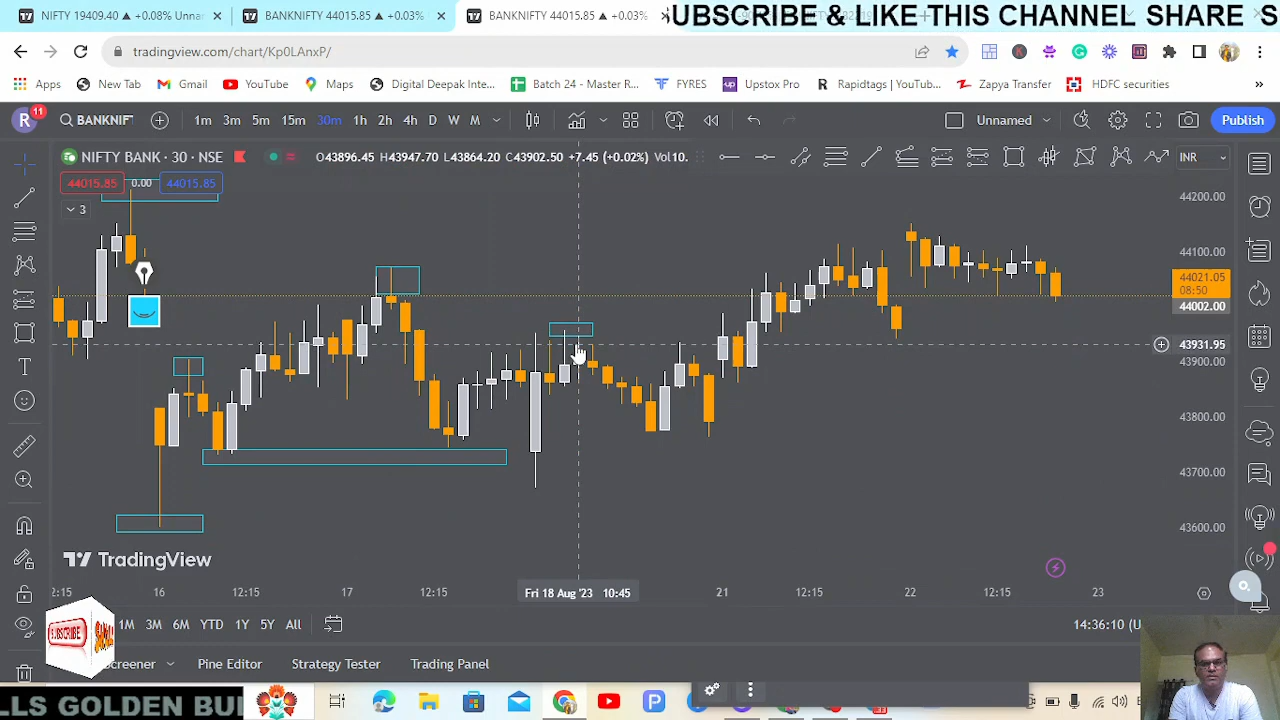 NIFTY 19409.40 ▲ +0.08% Unna
BANKNIFTY 44015.85 ▲ +0.03%
BANKNIFTY 44015.85 ▲ +0.03%
UBSCRIBE & LIKE THIS CHANNEL SHARE S
tradingview.com/chart/Kp0LAnxP/
Apps
New Tab
Gmail
YouTube
Maps
Digital Deepak Inte...
Batch 24 - Master R...
FYRES
Upstox Pro
Rapidtags | YouTub...
Zapya Transfer
HDFC securities
»
R
11
BANKNIFT
1m 3m 5m 15m 30m 1h 2h 4h D W M
Unnamed
Publish
NIFTY BANK · 30 · NSE
O43896.45 H43947.70 L43864.20 C43902.50 +7.45 (+0.02%) Vol10.
INR
44015.85 0.00 44015.85
3
44200.00
44100.00
44021.05
08:50
44002.00
43931.95
43900.00
43800.00
43700.00
43600.00
TradingView
2:15 16 12:15 17 12:15 Fri 18 Aug '23 10:45 21 12:15 22 12:15 23
1M 3M 6M YTD 1Y 5Y All
14:36:10 (U
SUBSCRIBE
creener
Pine Editor
Strategy Tester
Trading Panel
LLS GOLDEN BU